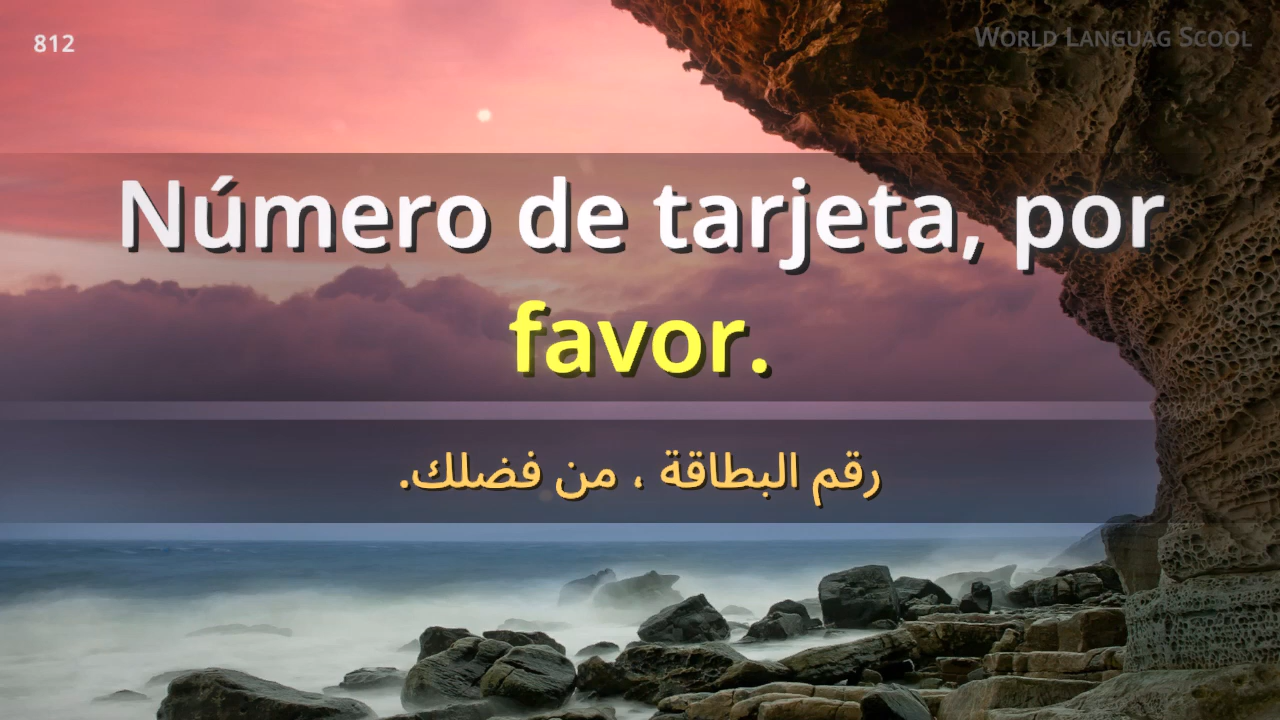 812
World Languag Scool
Número de tarjeta, por
favor.
رقم البطاقة ، من فضلك.